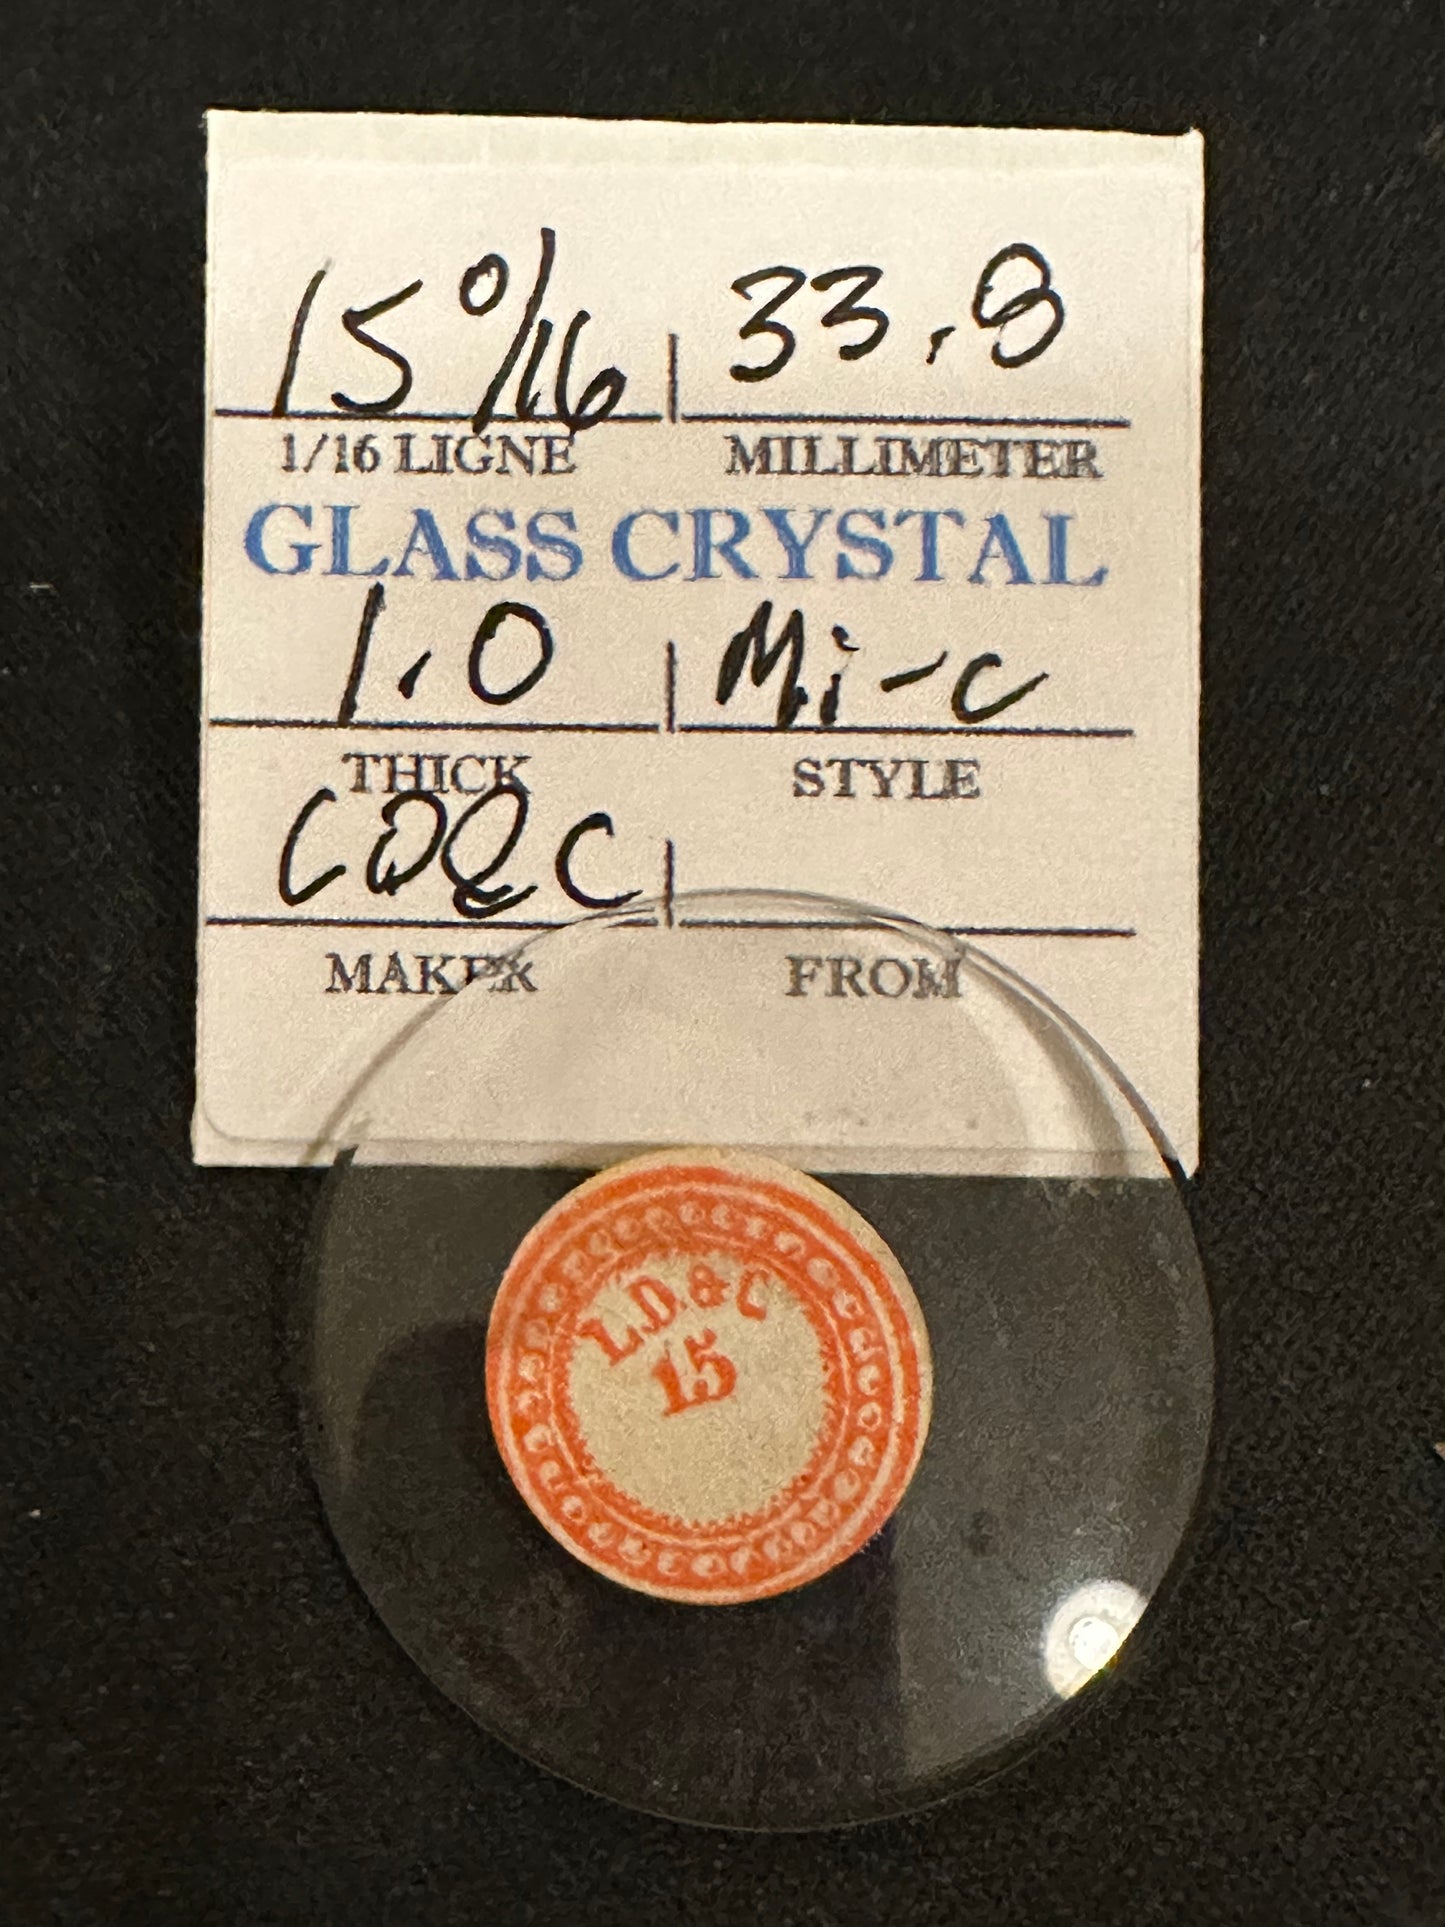 15 0/16 33.8
1/16 LIGNE MILLIMETER
GLASS CRYSTAL
1.0 Mi-c
THICK STYLE
MAKER FROM
L.D.&C
15